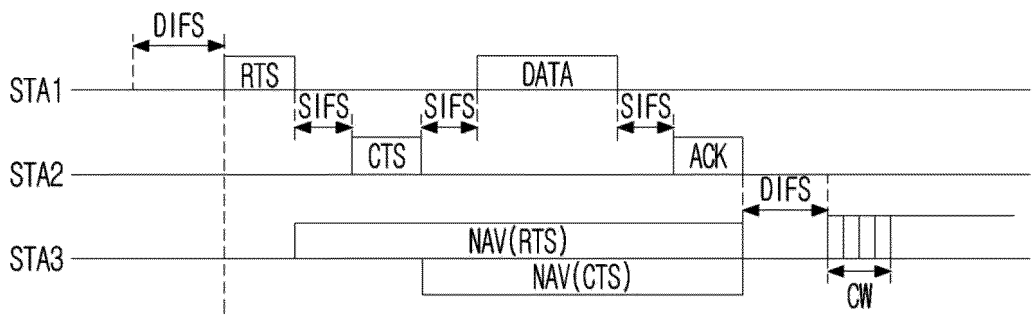 DIFS
STA1
RTS
DATA
SIFS
SIFS
SIFS
STA2
CTS
ACK
DIFS
STA3
NAV(RTS)
NAV(CTS)
CW